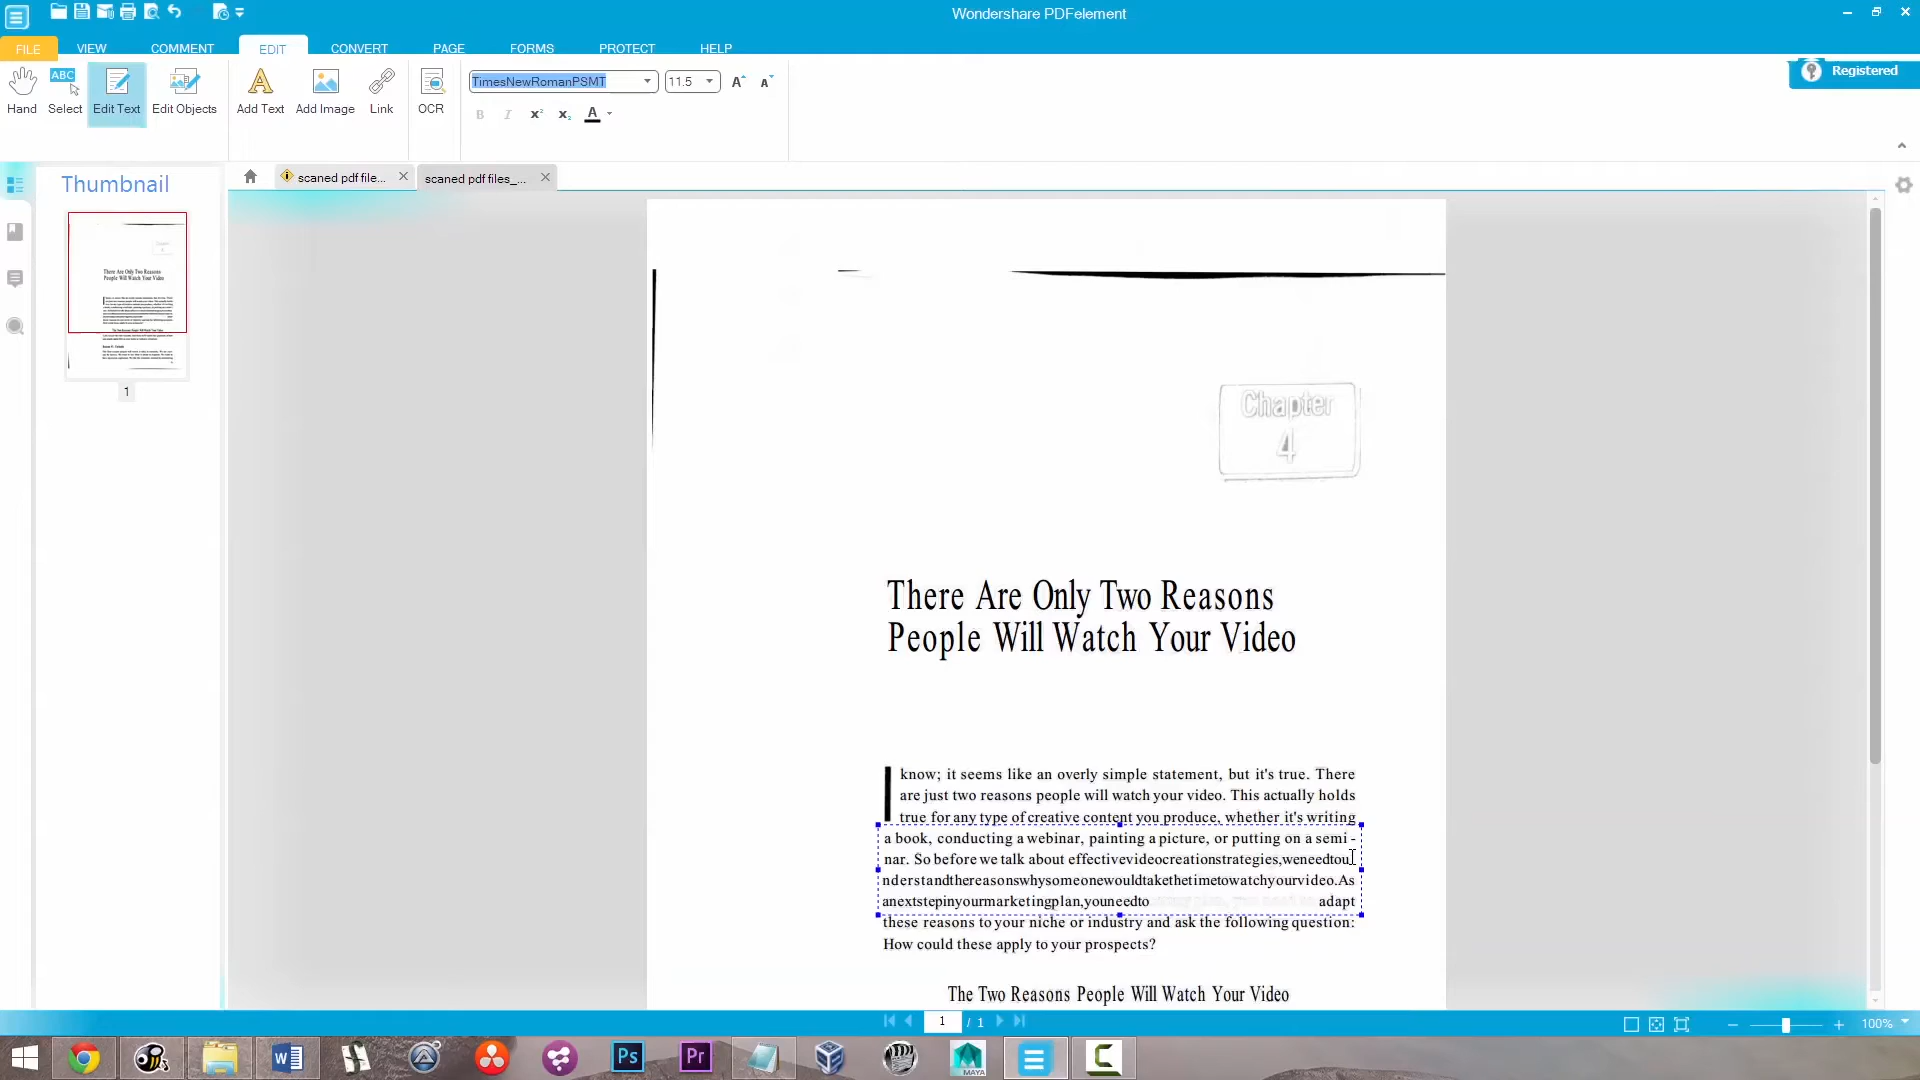 Wondershare PDFelement
FILE VIEW COMMENT EDIT CONVERT PAGE FORMS PROTECT HELP
Registered
ABC
TimesNewRomanPSMT 11.5 A A
Hand Select Edit Text Edit Objects Add Text Add Image Link OCR
B I X² X₂ A
Thumbnail
scaned pdf file...
scaned pdf files_...
1
Chapter
4
There Are Only Two Reasons
People Will Watch Your Video
I know; it seems like an overly simple statement, but it's true. There
are just two reasons people will watch your video. This actually holds
true for any type of creative content you produce, whether it's writing
a book, conducting a webinar, painting a picture, or putting on a semi-
nar. So before we talk about effectivevideocreationstrategies,weneedtou
nderstandthereasonswhysomeonewouldtakethetimetowatchyourvideo.As
anextstepinyourmarketingplan,youneedto adapt
these reasons to your niche or industry and ask the following question:
How could these apply to your prospects?
The Two Reasons People Will Watch Your Video
1 / 1
100%
Ps
Pr
MAYA